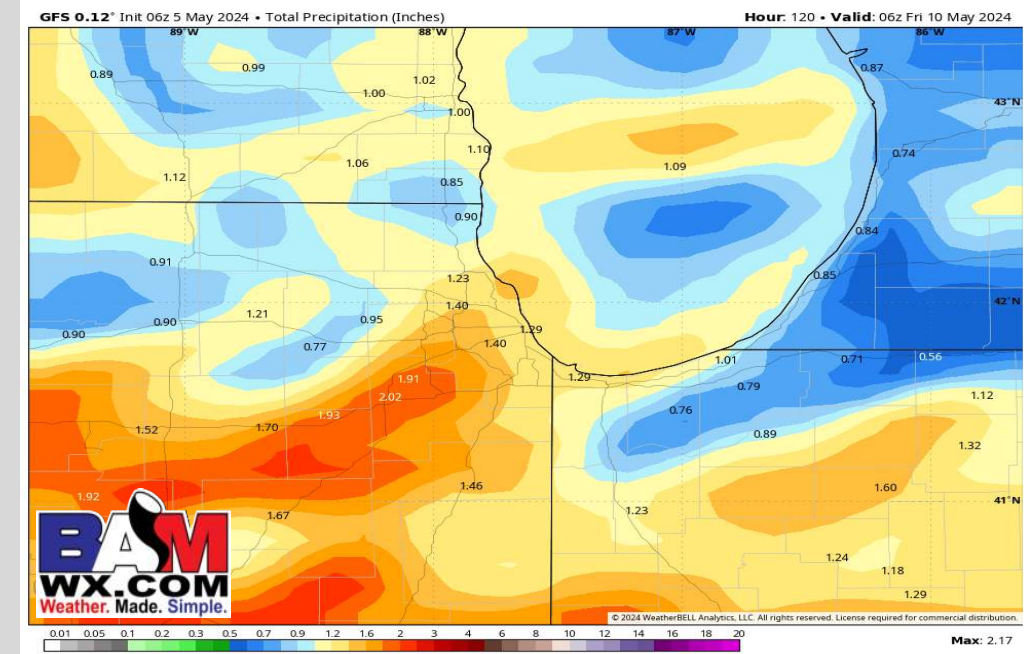 GFS 0.12° Init 06z 5 May 2024 • Total Precipitation (Inches)
Hour: 120 • Valid: 06z Fri 10 May 2024
89°W 88°W 87°W 86°W
0.89 0.99 1.02 0.87
1.00
1.00 43°N
1.10
1.06 1.09 0.74
1.12 0.85
0.90
0.84
0.91
1.23 0.85
1.40 42°N
0.90 0.90 1.21 0.95 1.29
0.77 1.40
1.01 0.71 0.56
1.91 1.29 0.79
2.02 1.12
1.93 0.76
1.52 1.70 0.89
1.32
1.46 1.60
1.92 41°N
1.67 1.23
1.24
1.18
1.29
BAM
WX.COM
Weather. Made. Simple.
© 2024 WeatherBELL Analytics, LLC. All rights reserved. License required for commercial distribution.
0.01 0.05 0.1 0.2 0.3 0.5 0.7 0.9 1.2 1.6 2 3 4 6 8 10 12 14 16 18 20
Max: 2.17